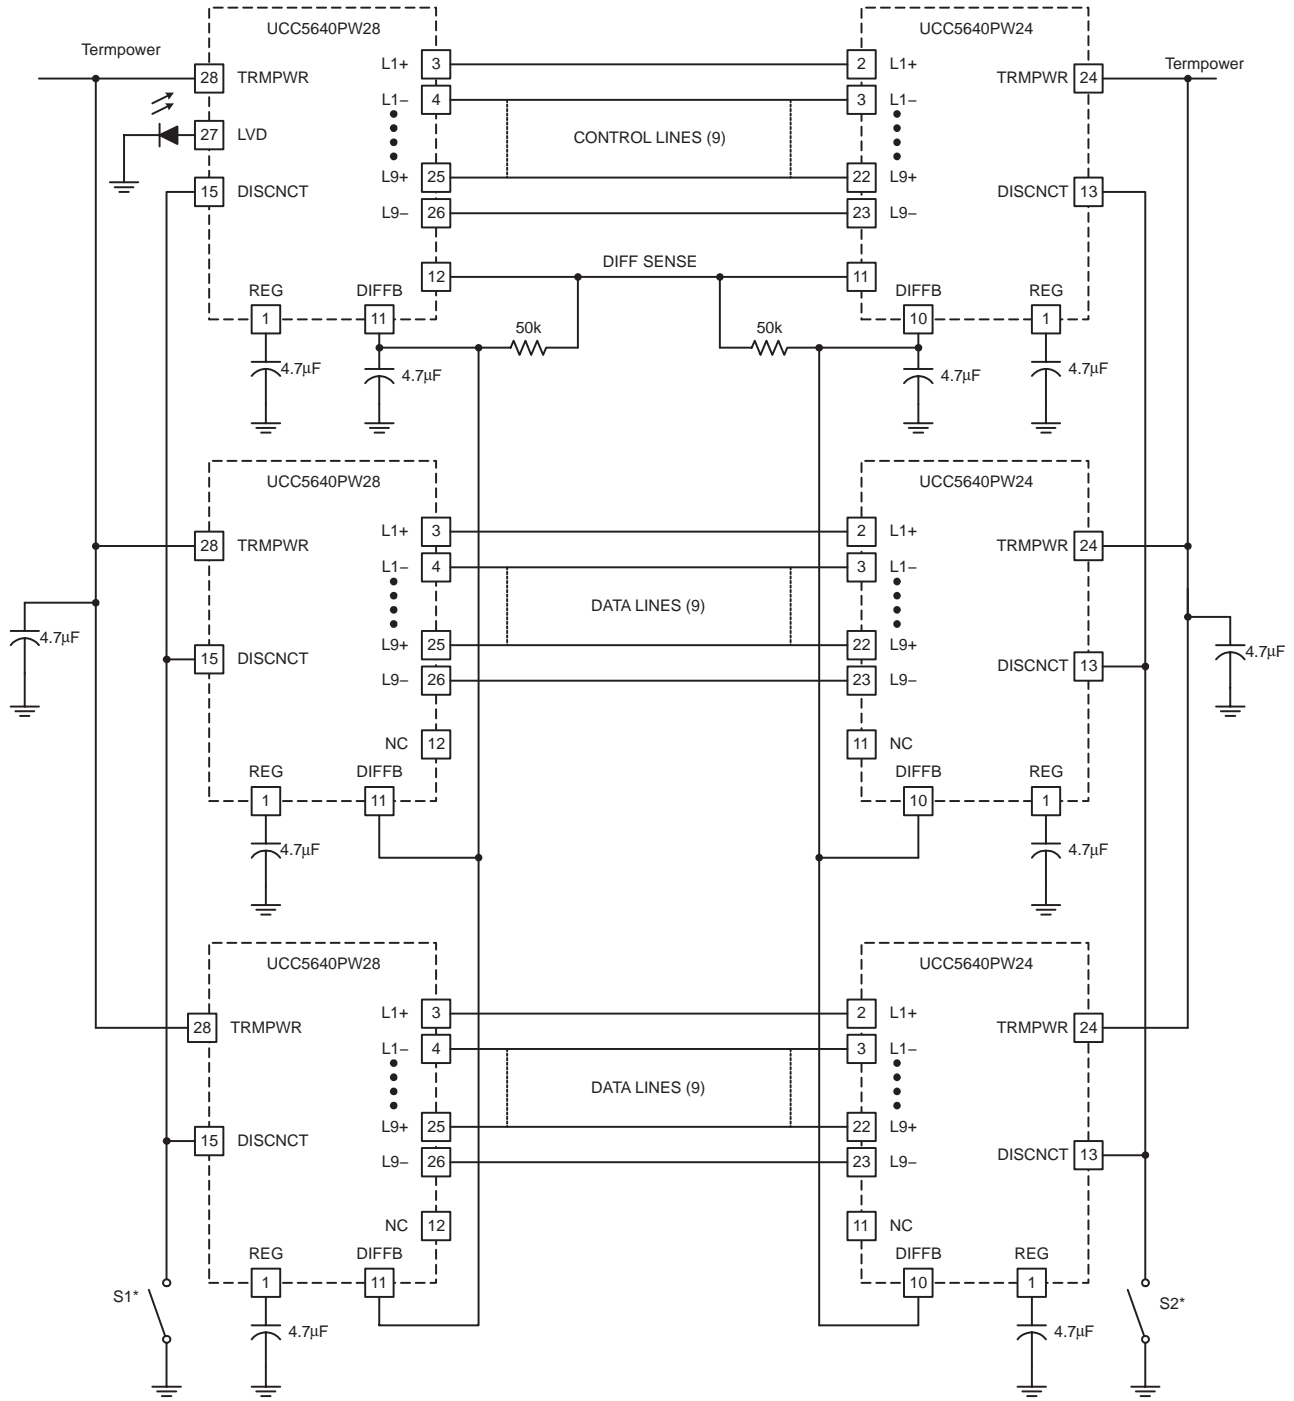 UCC5640PW28 UCC5640PW24
Termpower L1+ 3 2 L1+ Termpower
28 TRMPWR TRMPWR 24
L1– 4 3 L1–
27 LVD CONTROL LINES (9)
L9+ 25 22 L9+
15 DISCNCT DISCNCT 13
L9– 26 23 L9–
DIFF SENSE
12 11
REG DIFFB DIFFB REG
1 11 10 1
50k 50k
4.7µF 4.7µF 4.7µF 4.7µF
UCC5640PW28 UCC5640PW24
L1+ 3 2 L1+
28 TRMPWR TRMPWR 24
L1– 4 3 L1–
DATA LINES (9)
4.7µF L9+ 25 22 L9+ 4.7µF
15 DISCNCT DISCNCT 13
L9– 26 23 L9–
NC 12 11 NC
REG DIFFB DIFFB REG
1 11 10 1
4.7µF 4.7µF
UCC5640PW28 UCC5640PW24
L1+ 3 2 L1+
28 TRMPWR TRMPWR 24
L1– 4 3 L1–
DATA LINES (9)
L9+ 25 22 L9+
15 DISCNCT DISCNCT 13
L9– 26 23 L9–
NC 12 11 NC
REG DIFFB DIFFB REG
1 11 10 1
S1* S2*
4.7µF 4.7µF